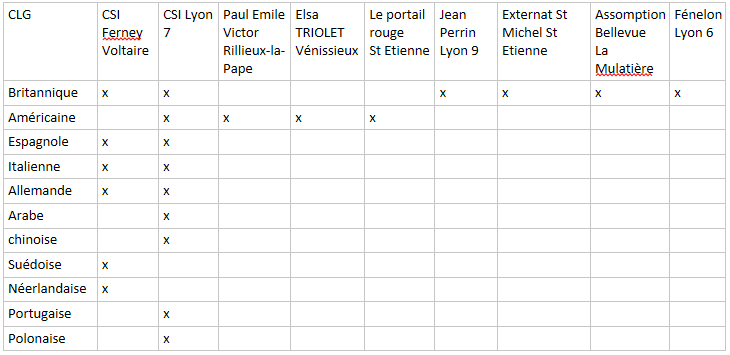 CLG CSI Ferney Voltaire CSI Lyon 7 Paul Emile Victor Rillieux-la-Pape Elsa TRIOLET Vénissieux Le portail rouge St Etienne Jean Perrin Lyon 9 Externat St Michel St Etienne Assomption Bellevue La Mulatière Fénelon Lyon 6
Britannique x x x x x x
Américaine x x x x
Espagnole x x
Italienne x x
Allemande x x
Arabe x
chinoise x
Suédoise x
Néerlandaise x
Portugaise x
Polonaise x